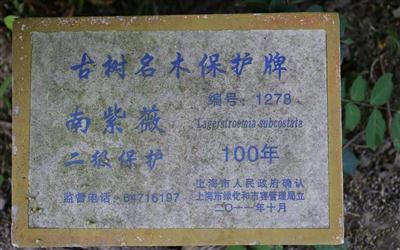 古树名木保护牌
编号：1278
南紫薇
Lagerstroemia subcostata
二级保护
100年
监督电话：64716197
上海市人民政府确认
上海市绿化和市容管理局立
二〇一一年十月